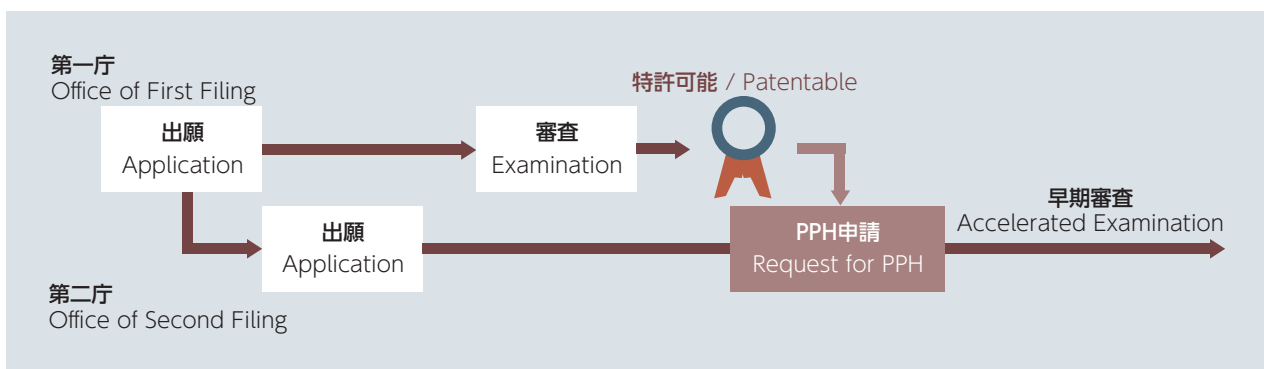 第一庁
Office of First Filing
出願
Application
審査
Examination
特許可能 / Patentable
出願
Application
PPH申請
Request for PPH
早期審査
Accelerated Examination
第二庁
Office of Second Filing